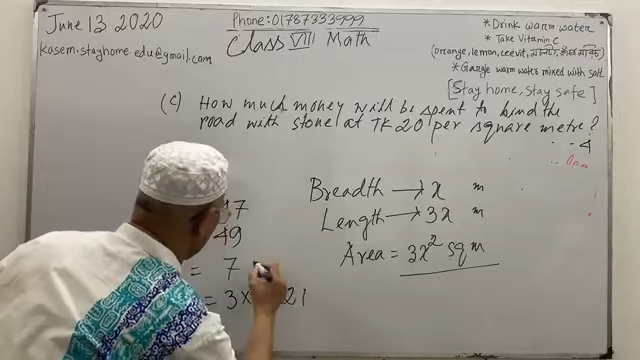 June 13 2020
kasem.stayhome.edu@gmail.com
Phone: 01787333999
Class VIII Math
* Drink warm water
* Take Vitamin C
(orange, lemon, ceevit,
* Gargle warm water mixed with salt
[Stay home, stay safe]
(c) How much money will be spent to bind the
road with stone at TK 20 per square metre?
4
Breadth → x m
Length → 3x m
Area = 3x² sq m
49
= 7
= 3× 21